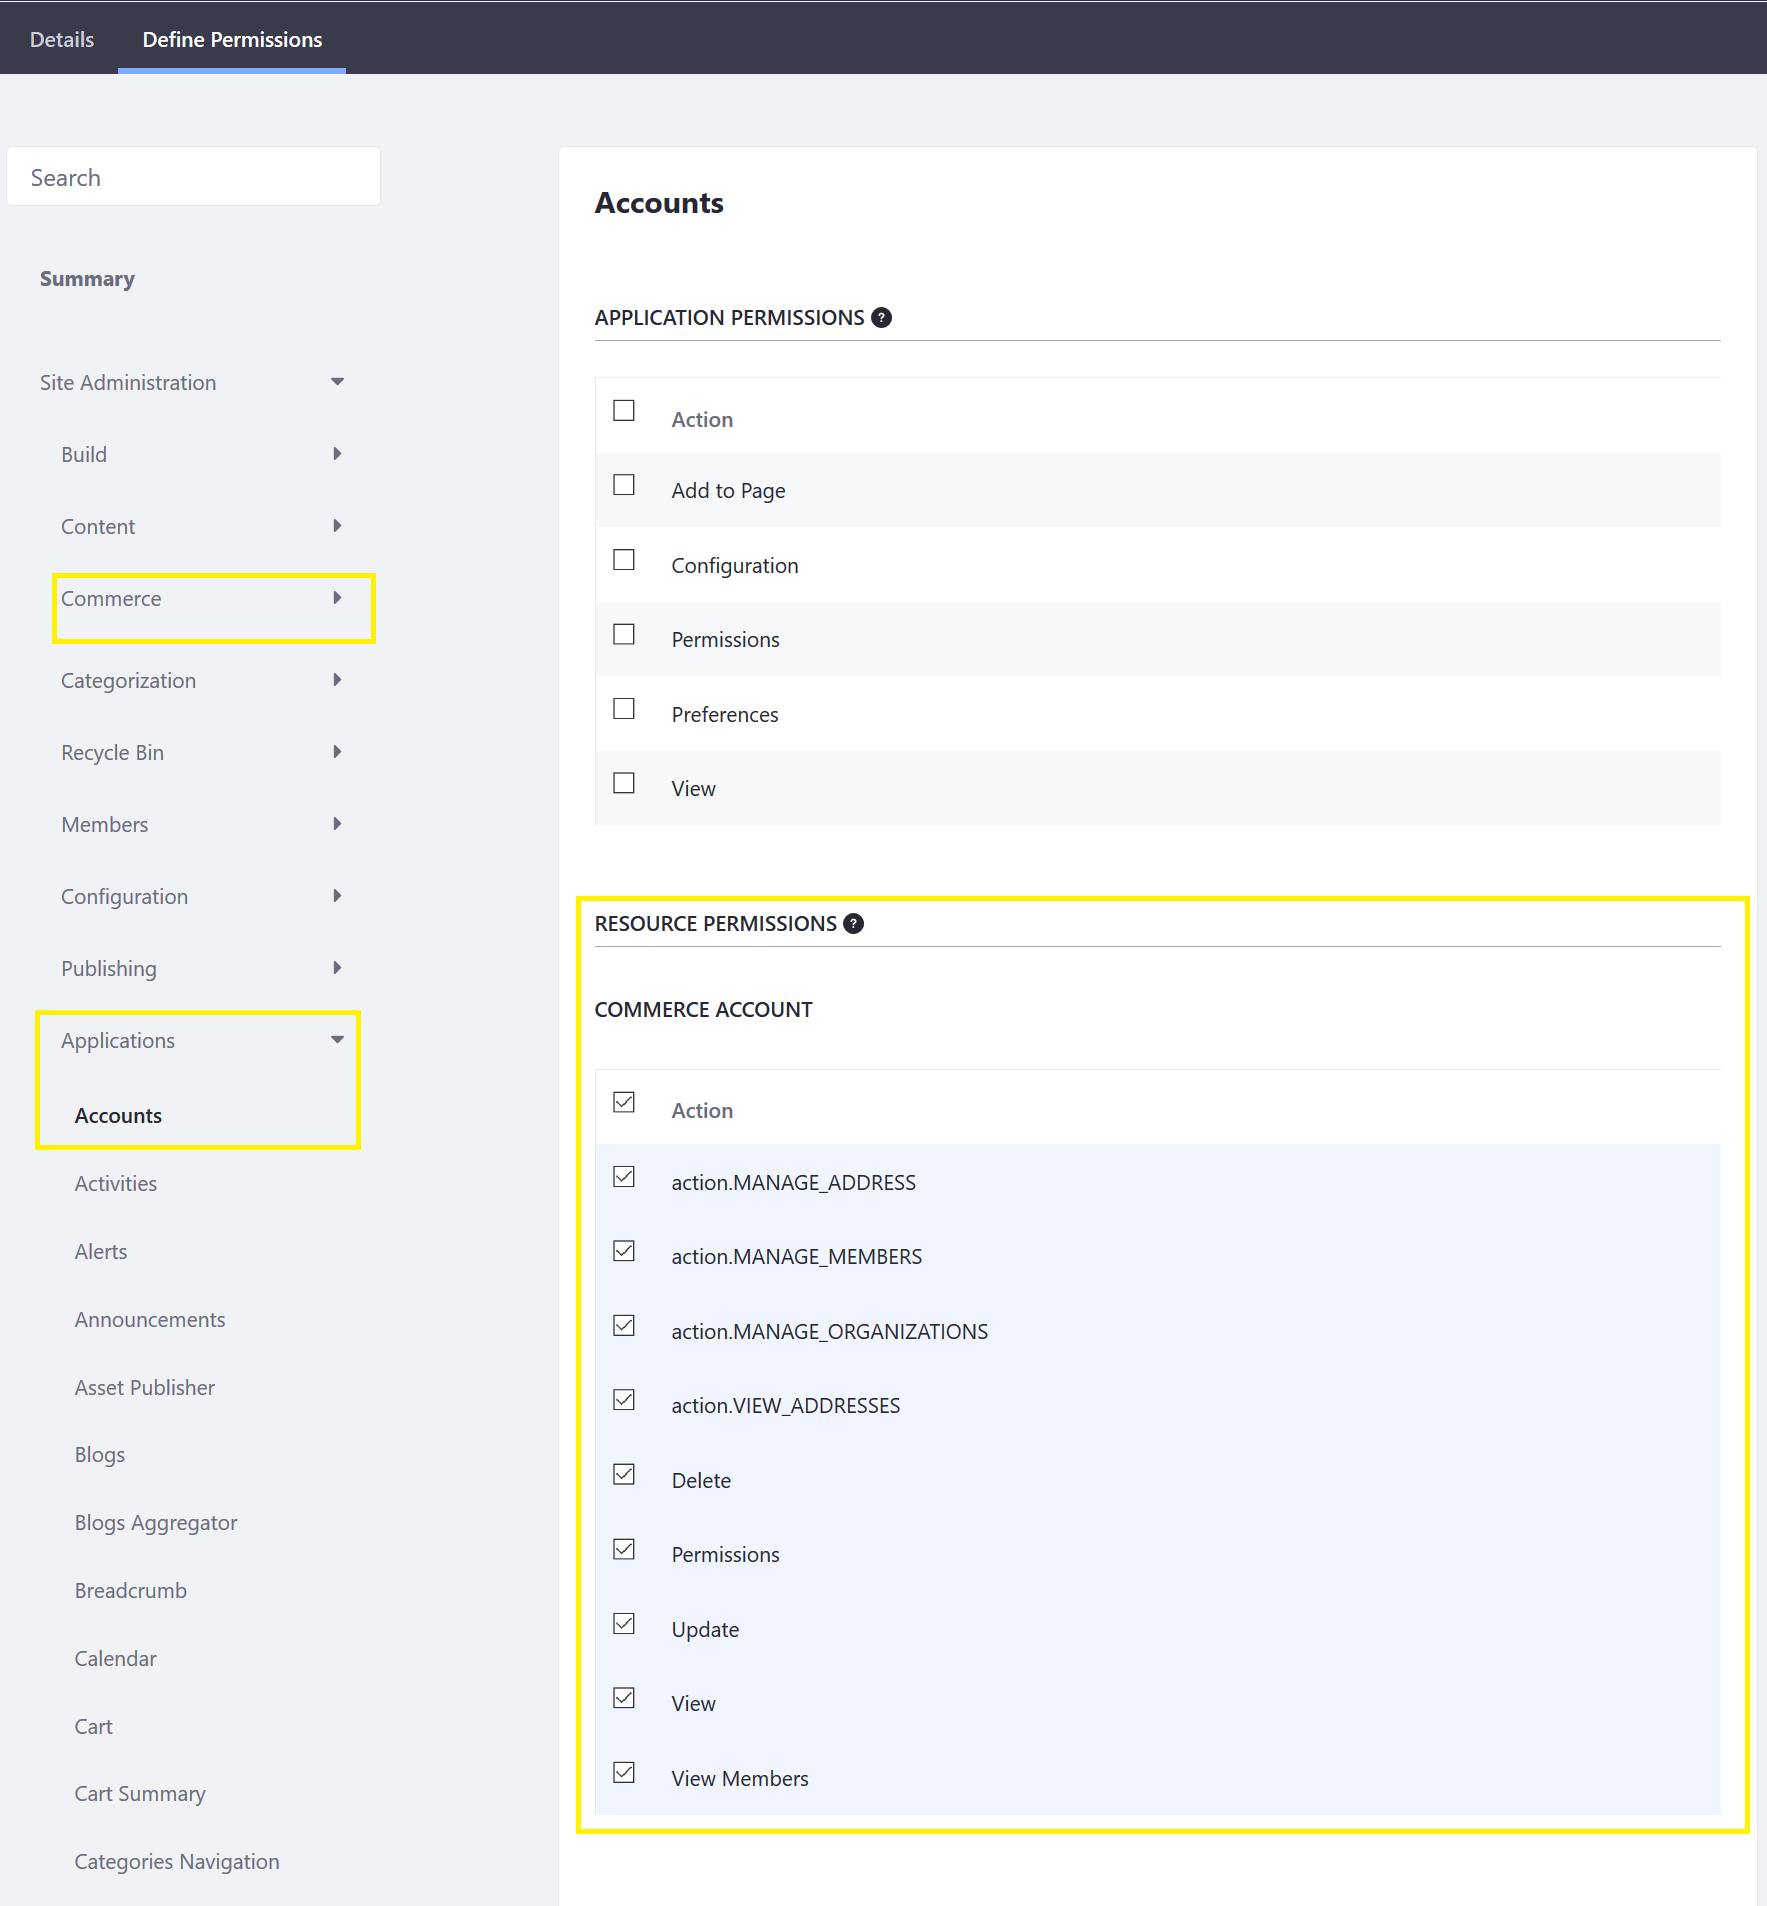 Details
Define Permissions
Search
Summary
Site Administration
Build
Content
Commerce
Categorization
Recycle Bin
Members
Configuration
Publishing
Applications
Accounts
Activities
Alerts
Announcements
Asset Publisher
Blogs
Blogs Aggregator
Breadcrumb
Calendar
Cart
Cart Summary
Categories Navigation
Accounts
APPLICATION PERMISSIONS ?
Action
Add to Page
Configuration
Permissions
Preferences
View
RESOURCE PERMISSIONS ?
COMMERCE ACCOUNT
Action
action.MANAGE_ADDRESS
action.MANAGE_MEMBERS
action.MANAGE_ORGANIZATIONS
action.VIEW_ADDRESSES
Delete
Permissions
Update
View
View Members